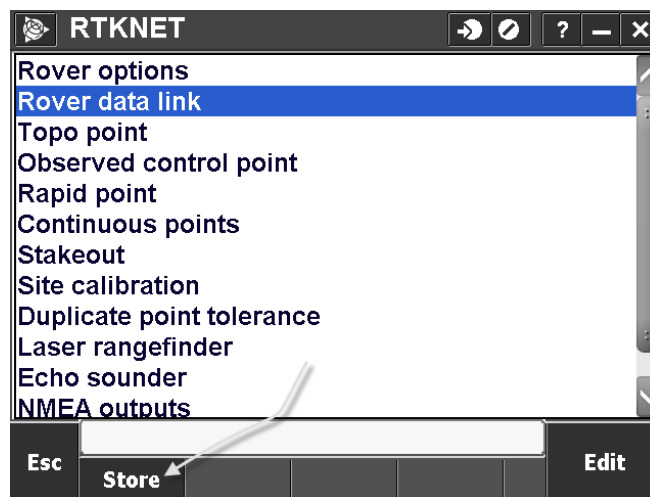 RTKNET ? 
Rover options
Rover data link
Topo point
Observed control point
Rapid point
Continuous points
Stakeout
Site calibration
Duplicate point tolerance
Laser rangefinder
Echo sounder
NMEA outputs
Esc Store Edit